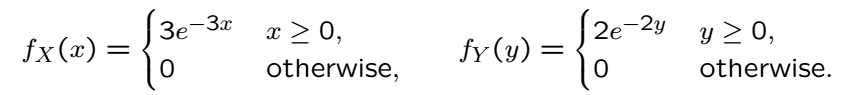 f_X(x) = { 3e^{-3x} x ≥ 0, 0 otherwise, f_Y(y) = { 2e^{-2y} y ≥ 0, 0 otherwise.